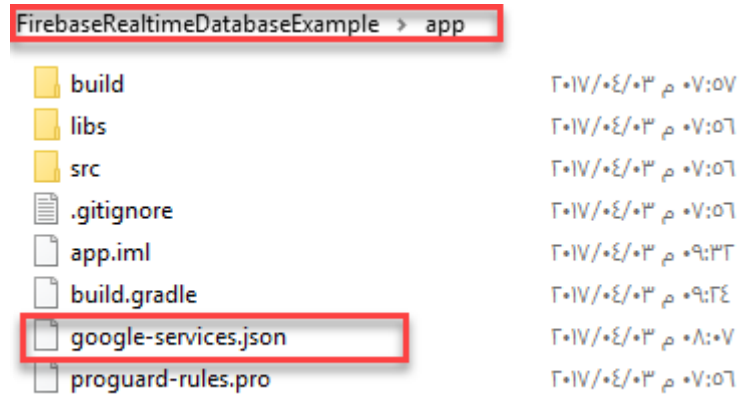 FirebaseRealtimeDatabaseExample > app
build ٢٠١٧/٠٤/٠٣ م ٠٧:٥٧
libs ٢٠١٧/٠٤/٠٣ م ٠٧:٥٦
src ٢٠١٧/٠٤/٠٣ م ٠٧:٥٦
.gitignore ٢٠١٧/٠٤/٠٣ م ٠٧:٥٦
app.iml ٢٠١٧/٠٤/٠٣ م ٠٩:٣٢
build.gradle ٢٠١٧/٠٤/٠٣ م ٠٩:٢٤
google-services.json ٢٠١٧/٠٤/٠٣ م ٠٨:٠٧
proguard-rules.pro ٢٠١٧/٠٤/٠٣ م ٠٧:٥٦